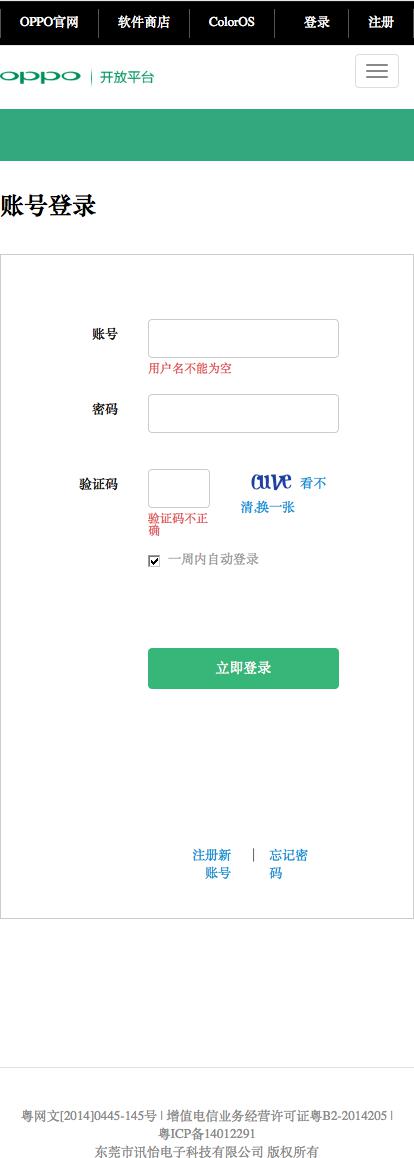 OPPO官网 软件商店 ColorOS 登录 注册
oppo 开放平台
账号登录
账号
用户名不能为空
密码
验证码 cuve 看不
清,换一张
验证码不正
确
一周内自动登录
立即登录
注册新 | 忘记密
账号 码
粤网文[2014]0445-145号 | 增值电信业务经营许可证粤B2-2014205 |
粤ICP备14012291
东莞市讯怡电子科技有限公司 版权所有